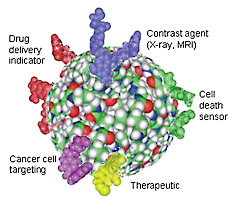 Drug
delivery
indicator
Contrast agent
(X-ray, MRI)
Cell
death
sensor
Cancer cell
targeting
Therapeutic